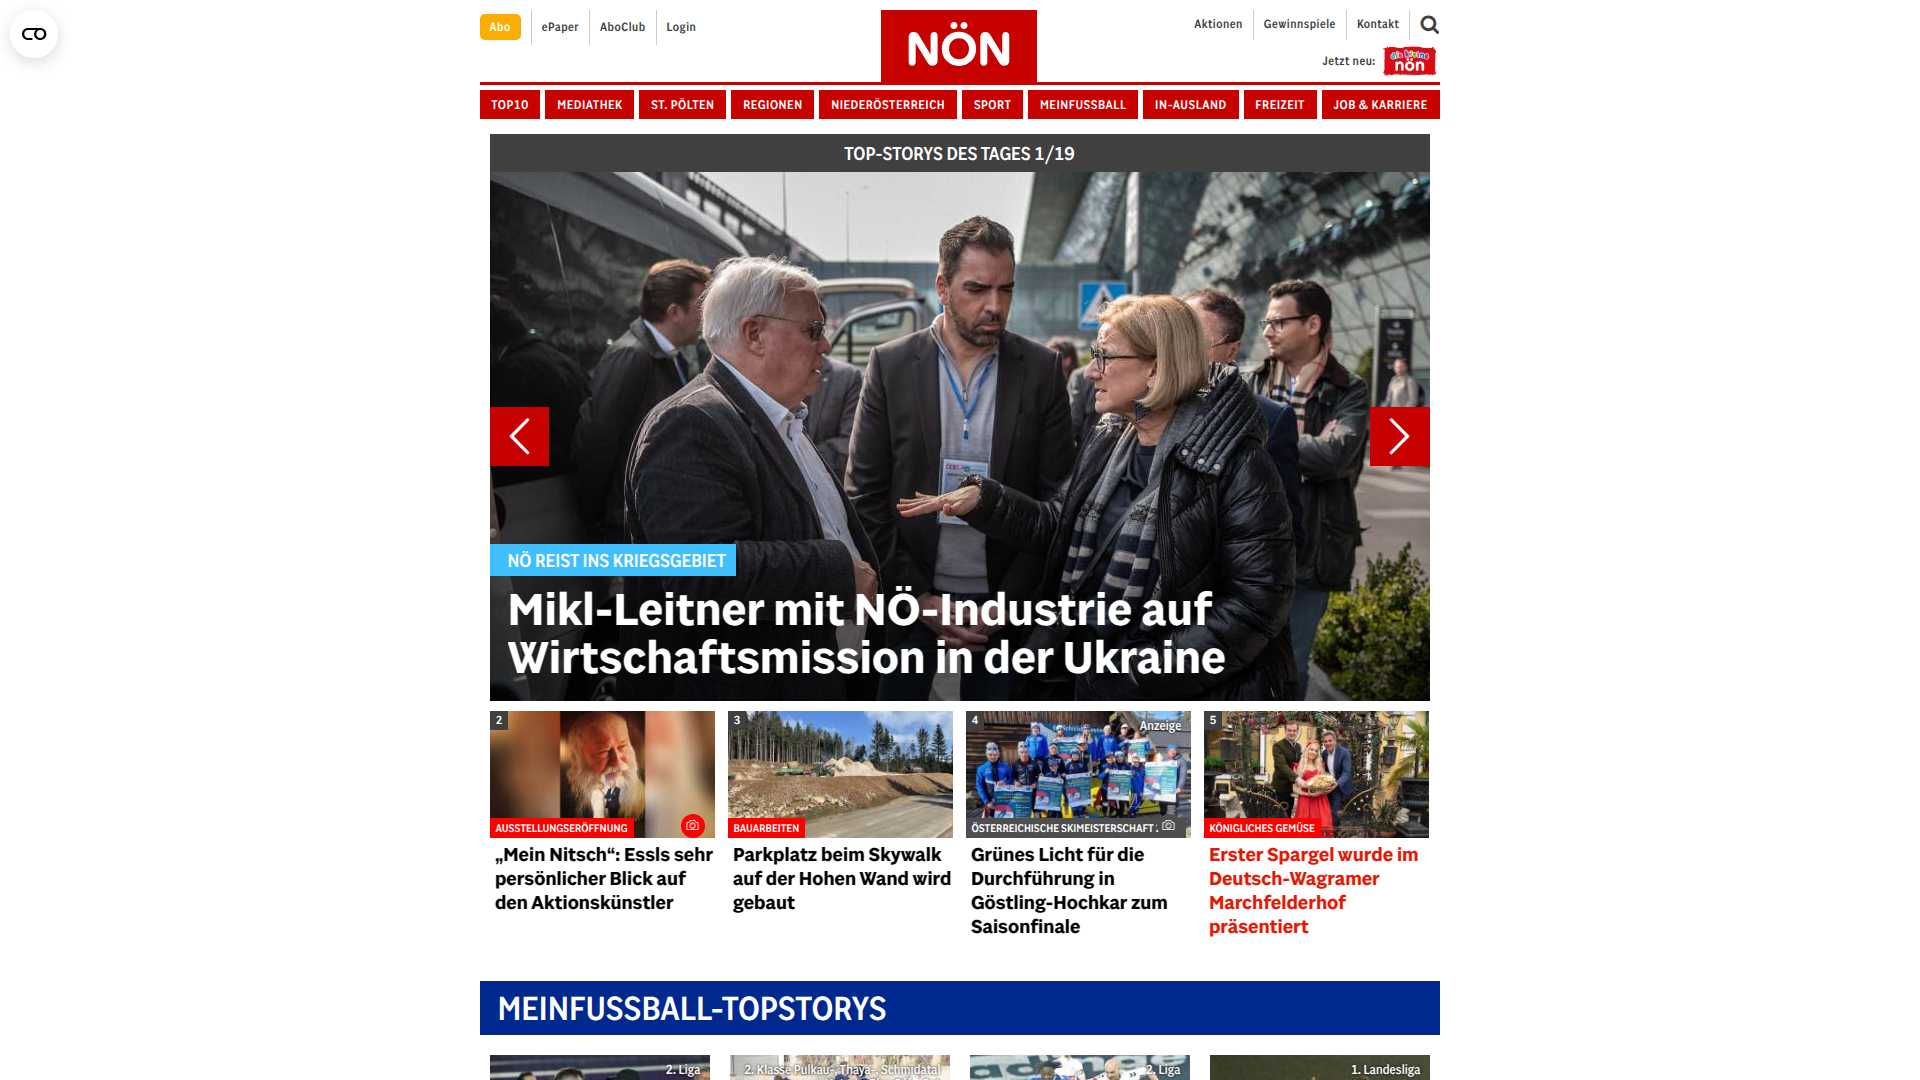 Abo
ePaper
AboClub
Login
NÖN
Aktionen
Gewinnspiele
Kontakt
Jetzt neu:
die kleine
nön
TOP10
MEDIATHEK
ST. PÖLTEN
REGIONEN
NIEDERÖSTERREICH
SPORT
MEINFUSSBALL
IN-AUSLAND
FREIZEIT
JOB & KARRIERE
TOP-STORYS DES TAGES 1/19
NÖ REIST INS KRIEGSGEBIET
Mikl-Leitner mit NÖ-Industrie auf
Wirtschaftsmission in der Ukraine
2
AUSSTELLUNGSERÖFFNUNG
„Mein Nitsch“: Essls sehr
persönlicher Blick auf
den Aktionskünstler
3
BAUARBEITEN
Parkplatz beim Skywalk
auf der Hohen Wand wird
gebaut
4
Anzeige
ÖSTERREICHISCHE SKIMEISTERSCHAFT .
Grünes Licht für die
Durchführung in
Göstling-Hochkar zum
Saisonfinale
5
KÖNIGLICHES GEMÜSE
Erster Spargel wurde im
Deutsch-Wagramer
Marchfelderhof
präsentiert
MEINFUSSBALL-TOPSTORYS
2. Liga
2. Klasse Pulkau-, Thaya-, Schmidatal
2. Liga
1. Landesliga